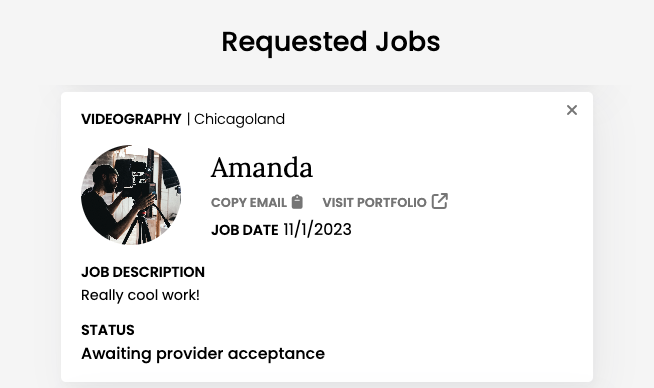 Requested Jobs
VIDEOGRAPHY | Chicagoland
Amanda
COPY EMAIL VISIT PORTFOLIO
JOB DATE 11/1/2023
JOB DESCRIPTION
Really cool work!
STATUS
Awaiting provider acceptance